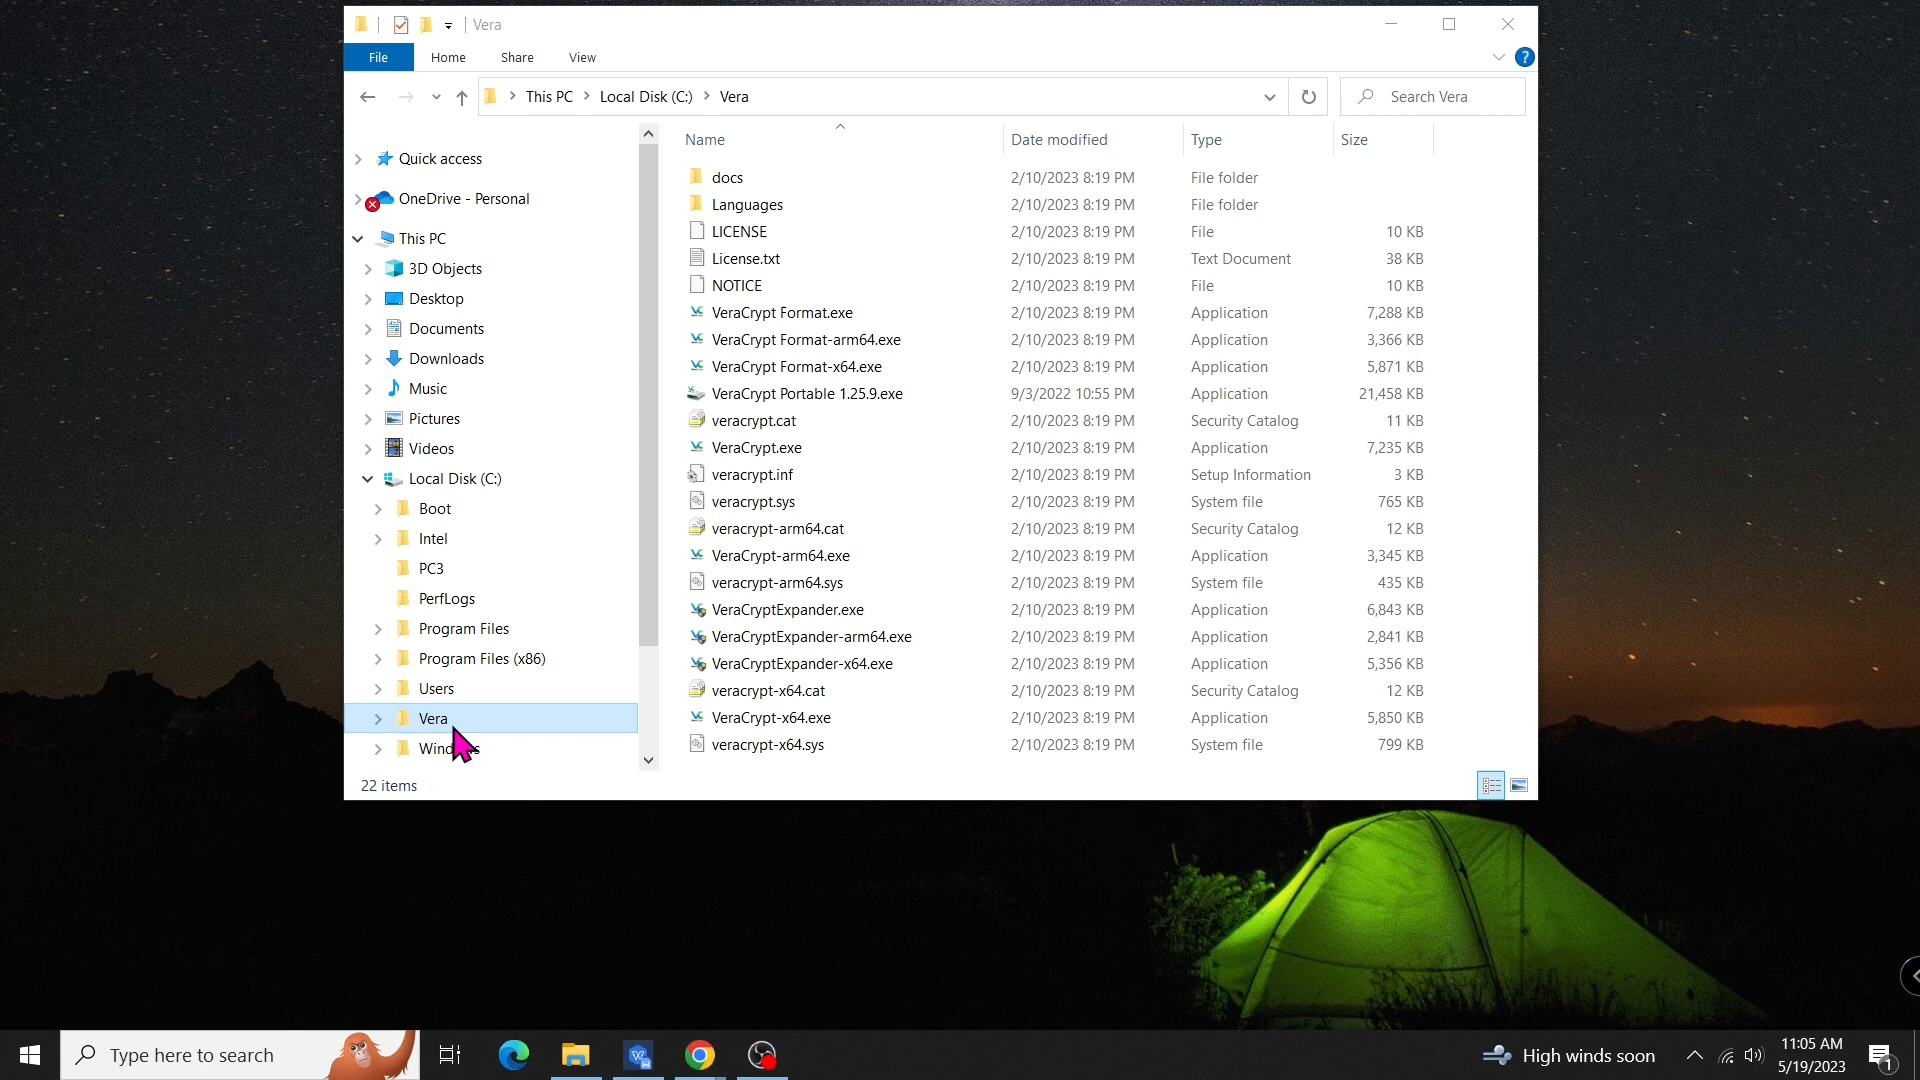 Vera
File Home Share View
This PC Local Disk (C:) Vera
Search Vera
Quick access
OneDrive - Personal
This PC
3D Objects
Desktop
Documents
Downloads
Music
Pictures
Videos
Local Disk (C:)
Boot
Intel
PC3
PerfLogs
Program Files
Program Files (x86)
Users
Vera
Windows
Name Date modified Type Size
docs 2/10/2023 8:19 PM File folder
Languages 2/10/2023 8:19 PM File folder
LICENSE 2/10/2023 8:19 PM File 10 KB
License.txt 2/10/2023 8:19 PM Text Document 38 KB
NOTICE 2/10/2023 8:19 PM File 10 KB
VeraCrypt Format.exe 2/10/2023 8:19 PM Application 7,288 KB
VeraCrypt Format-arm64.exe 2/10/2023 8:19 PM Application 3,366 KB
VeraCrypt Format-x64.exe 2/10/2023 8:19 PM Application 5,871 KB
VeraCrypt Portable 1.25.9.exe 9/3/2022 10:55 PM Application 21,458 KB
veracrypt.cat 2/10/2023 8:19 PM Security Catalog 11 KB
VeraCrypt.exe 2/10/2023 8:19 PM Application 7,235 KB
veracrypt.inf 2/10/2023 8:19 PM Setup Information 3 KB
veracrypt.sys 2/10/2023 8:19 PM System file 765 KB
veracrypt-arm64.cat 2/10/2023 8:19 PM Security Catalog 12 KB
VeraCrypt-arm64.exe 2/10/2023 8:19 PM Application 3,345 KB
veracrypt-arm64.sys 2/10/2023 8:19 PM System file 435 KB
VeraCryptExpander.exe 2/10/2023 8:19 PM Application 6,843 KB
VeraCryptExpander-arm64.exe 2/10/2023 8:19 PM Application 2,841 KB
VeraCryptExpander-x64.exe 2/10/2023 8:19 PM Application 5,356 KB
veracrypt-x64.cat 2/10/2023 8:19 PM Security Catalog 12 KB
VeraCrypt-x64.exe 2/10/2023 8:19 PM Application 5,850 KB
veracrypt-x64.sys 2/10/2023 8:19 PM System file 799 KB
22 items
Type here to search
High winds soon
11:05 AM
5/19/2023
1